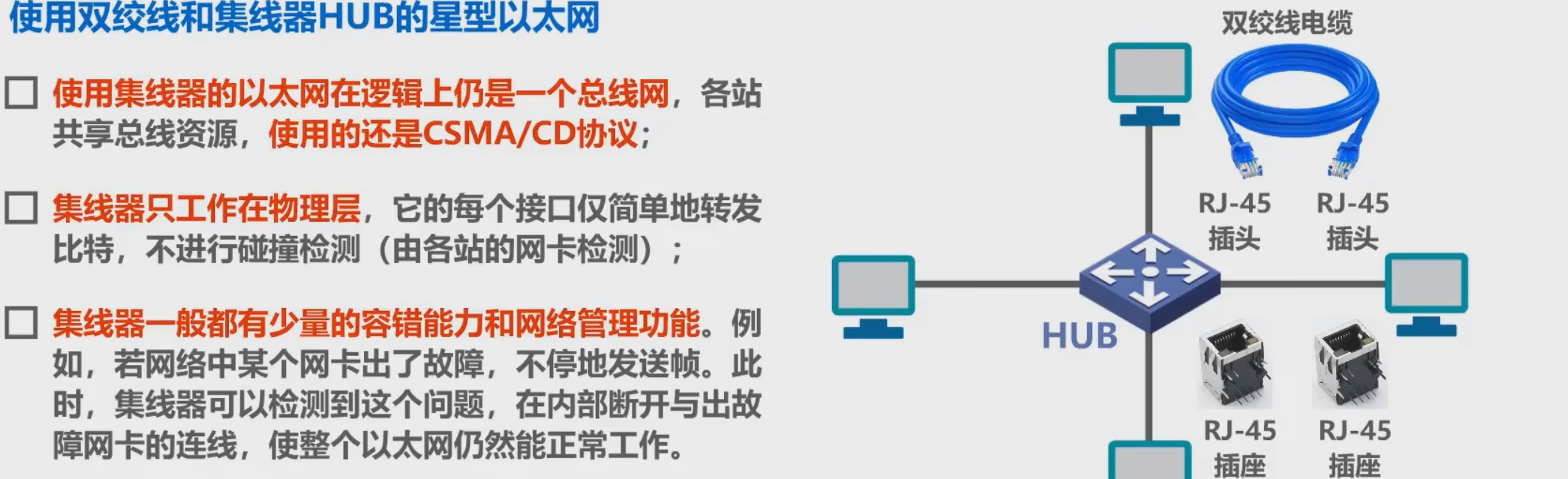 使用双绞线和集线器HUB的星型以太网
使用集线器的以太网在逻辑上仍是一个总线网，各站
共享总线资源，使用的还是CSMA/CD协议；
集线器只工作在物理层，它的每个接口仅简单地转发
比特，不进行碰撞检测（由各站的网卡检测）；
集线器一般都有少量的容错能力和网络管理功能。例
如，若网络中某个网卡出了故障，不停地发送帧。此
时，集线器可以检测到这个问题，在内部断开与出故
障网卡的连线，使整个以太网仍然能正常工作。
双绞线电缆
RJ-45
插头
RJ-45
插头
HUB
RJ-45
插座
RJ-45
插座